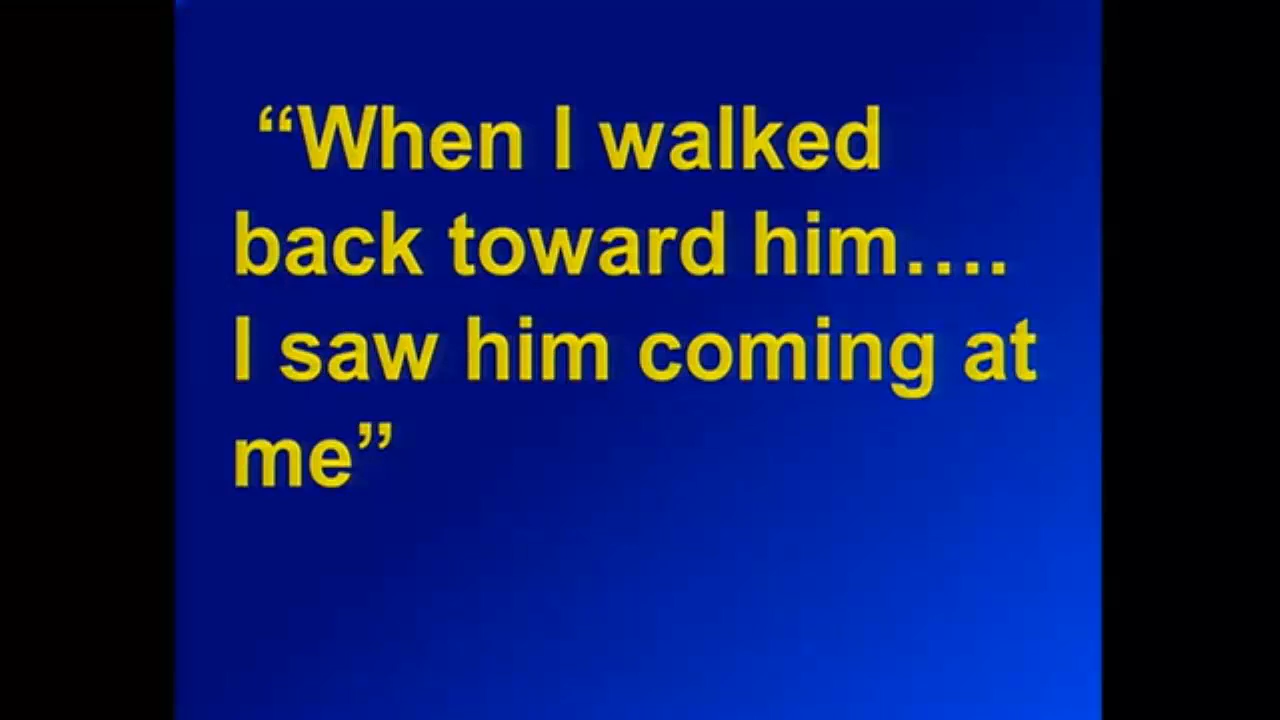 “When I walked
back toward him….
I saw him coming at
me”